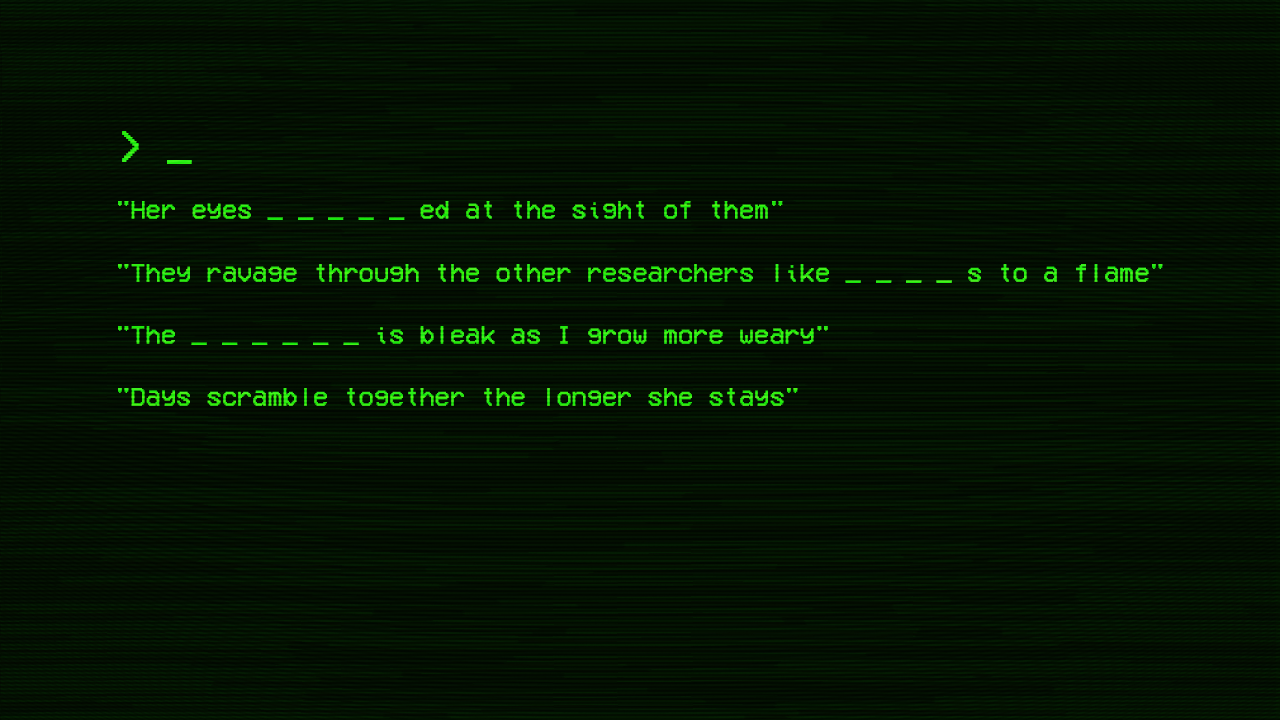 > _
"Her eyes _ _ _ _ _ ed at the sight of them"
"They ravage through the other researchers like _ _ _ _ s to a flame"
"The _ _ _ _ _ _ is bleak as I grow more weary"
"Days scramble together the longer she stays"